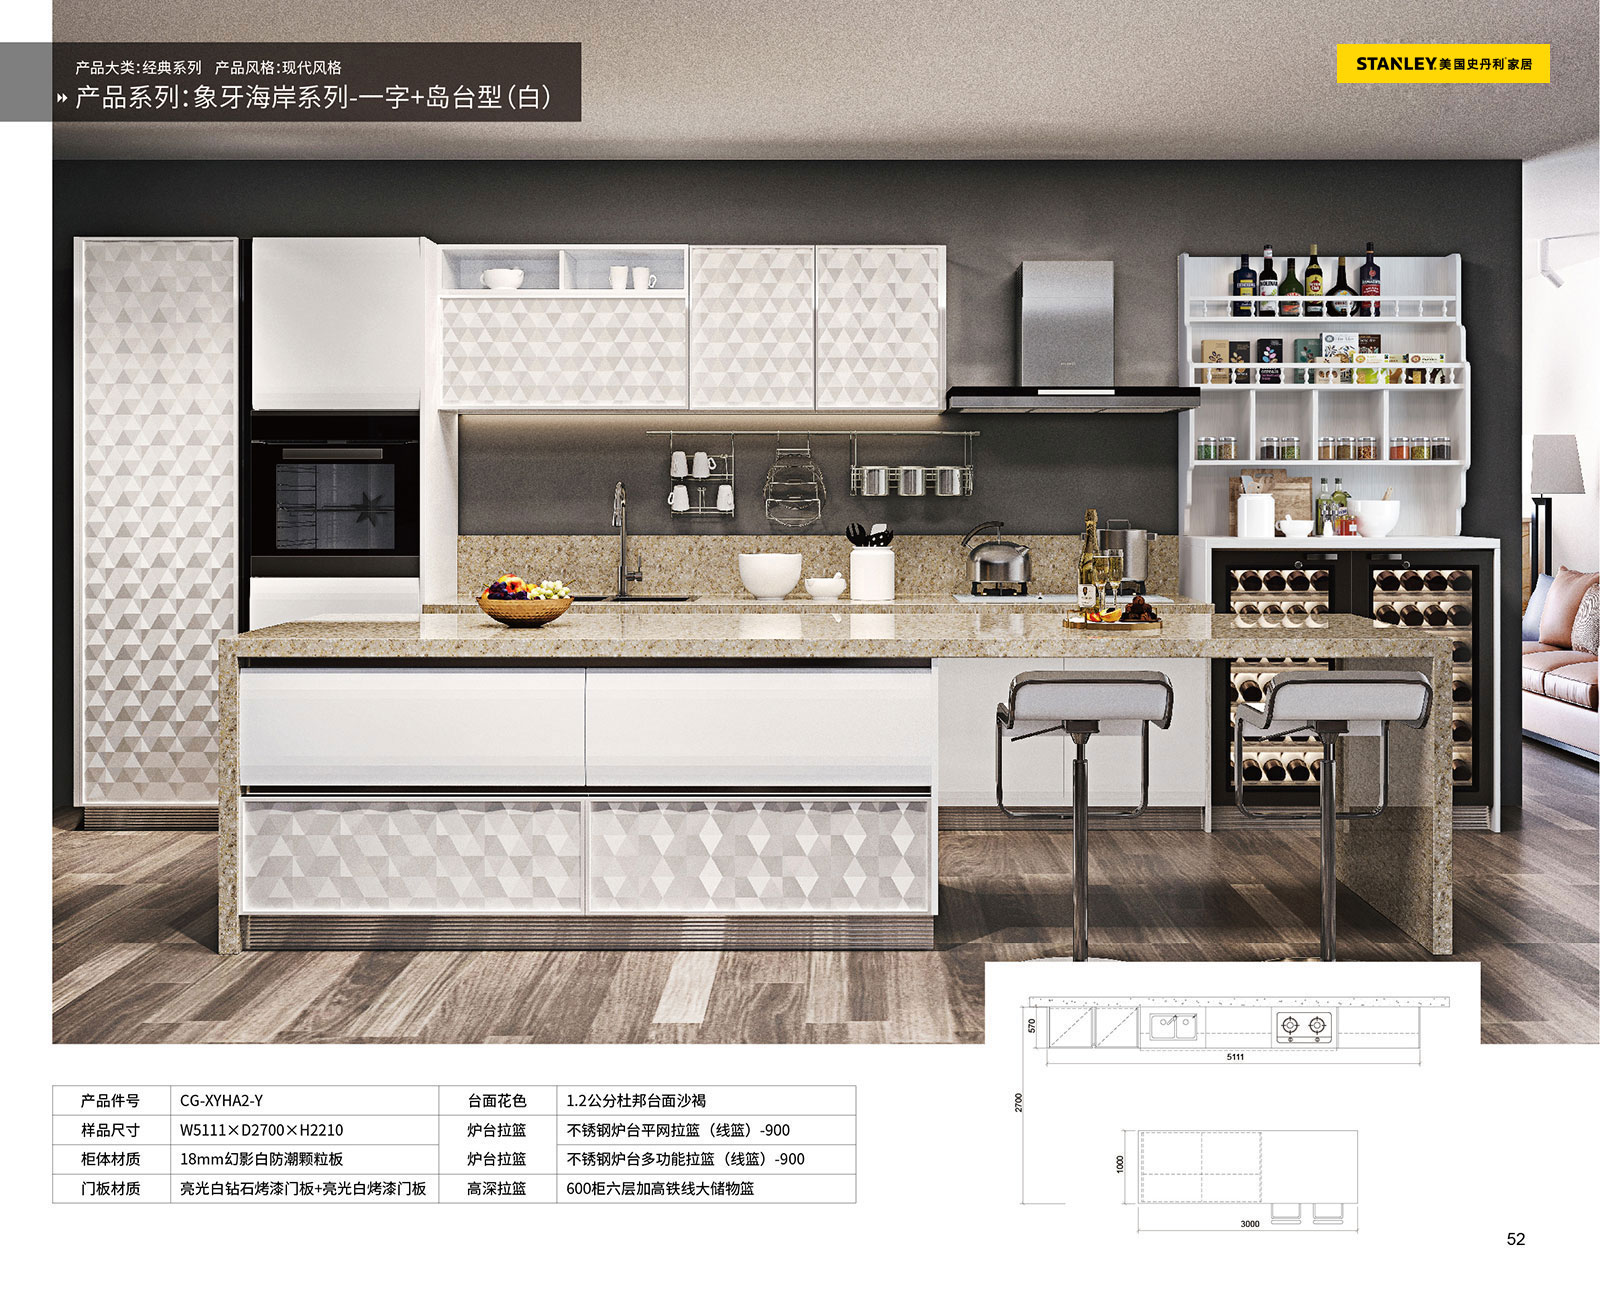 产品大类:经典系列 产品风格:现代风格
产品系列:象牙海岸系列-一字+岛台型(白)
STANLEY 美国史丹利家居
570
5111
2700
1000
3000
产品件号 CG-XYHA2-Y 台面花色 1.2公分杜邦台面沙褐
样品尺寸 W5111×D2700×H2210 炉台拉篮 不锈钢炉台平网拉篮（线篮）-900
柜体材质 18mm幻影白防潮颗粒板 炉台拉篮 不锈钢炉台多功能拉篮（线篮）-900
门板材质 亮光白钻石烤漆门板+亮光白烤漆门板 高深拉篮 600柜六层加高铁线大储物篮
52